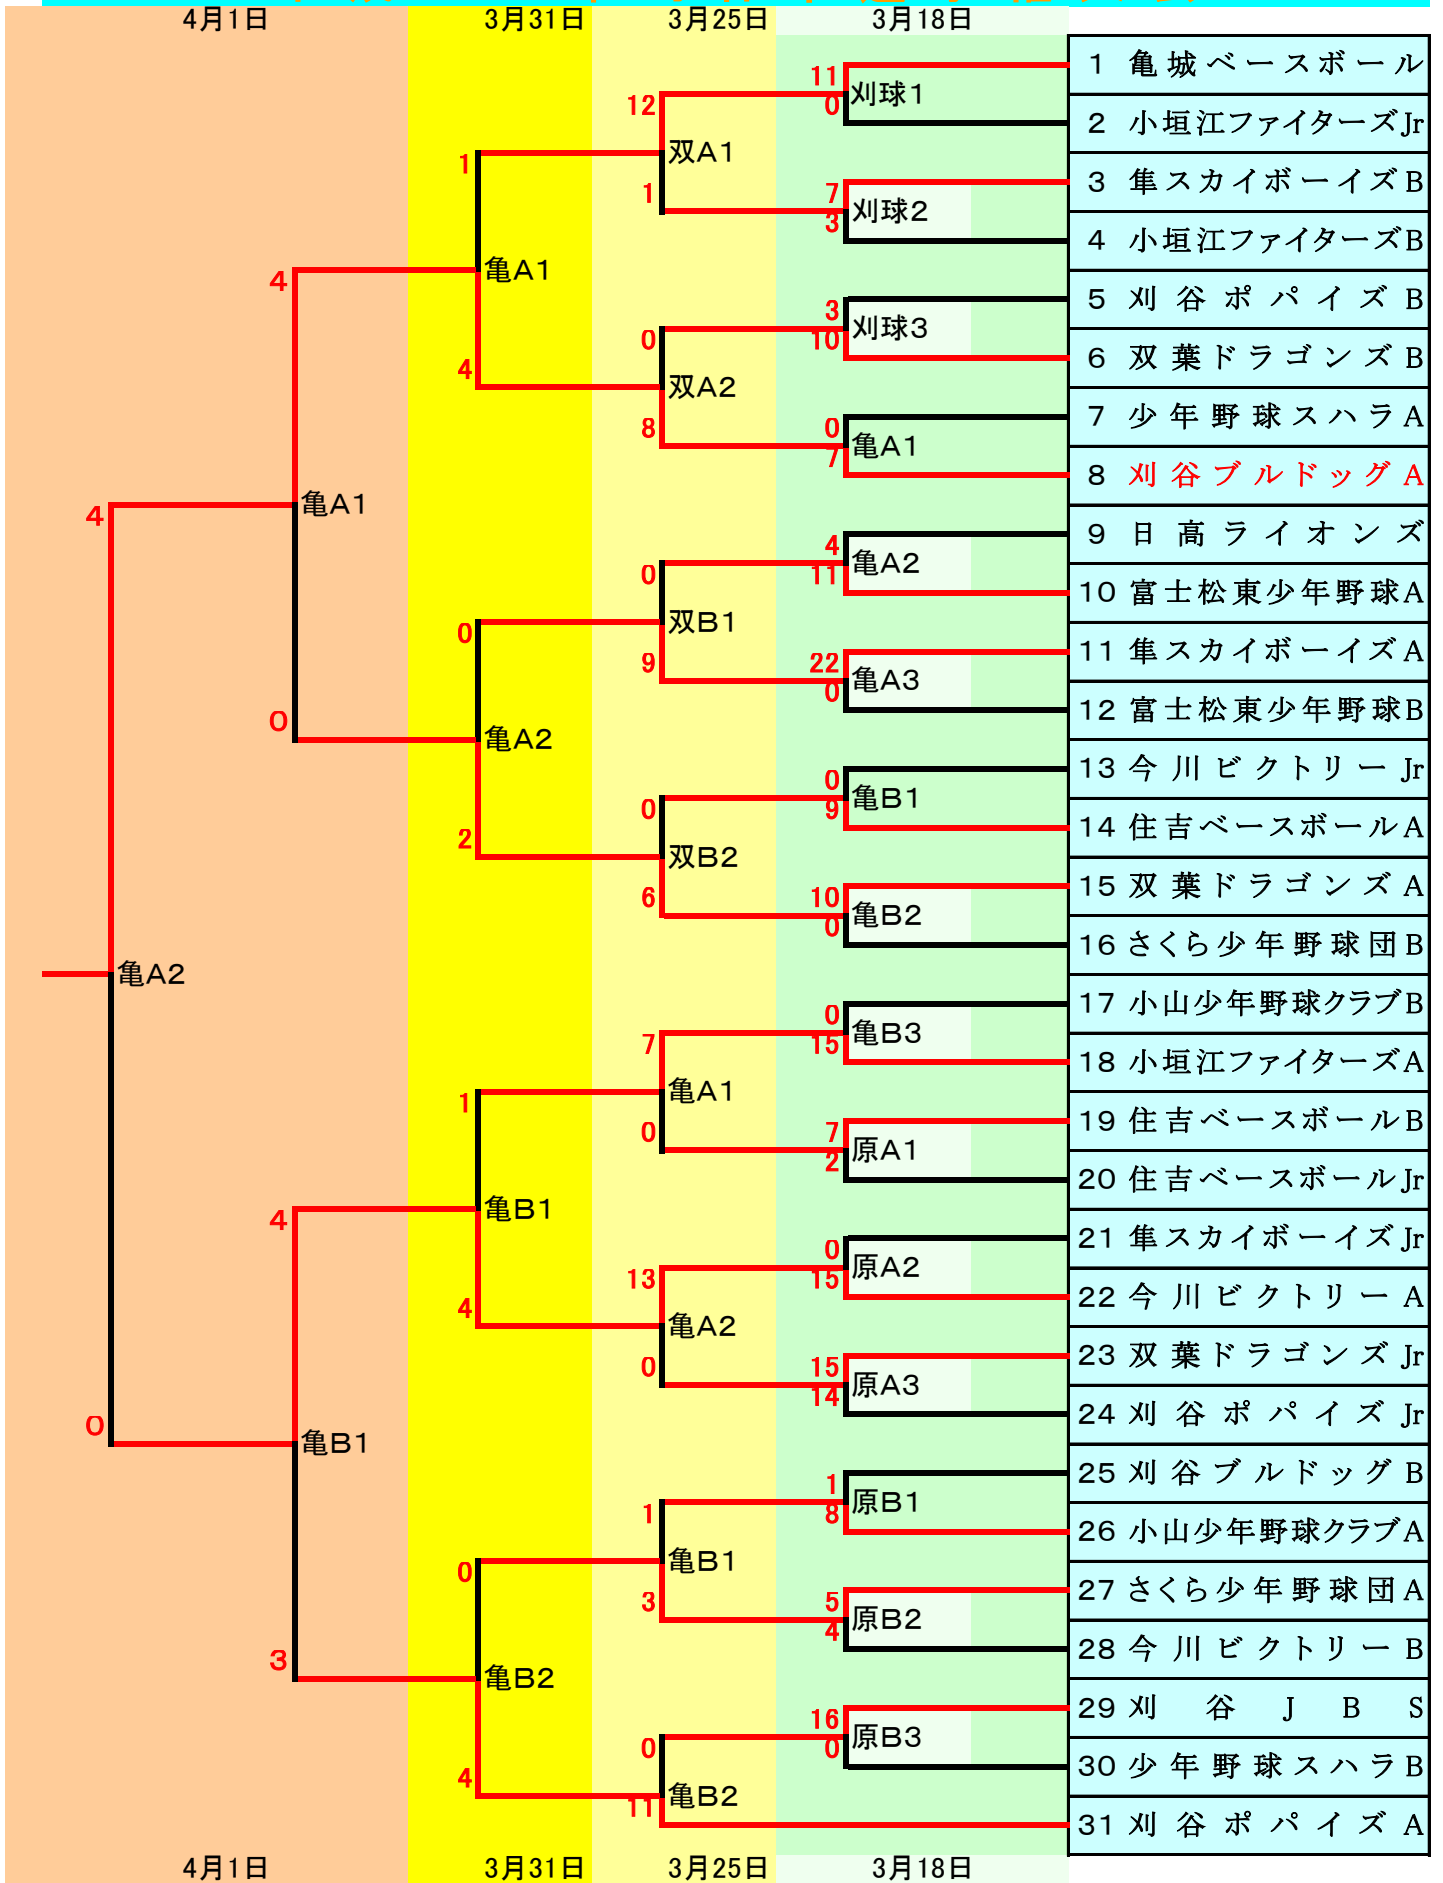 4月1日 3月31日 3月25日 3月18日
1 亀城ベースボール
11
刈球1
0
12
2 小垣江ファイターズJr
双A1
1
3 隼スカイボーイズB
7
1
刈球2
3
4 小垣江ファイターズB
亀A1
4
5 刈谷ポパイズB
3
刈球3
10
0
6 双葉ドラゴンズB
4
双A2
7 少年野球スハラA
0
8
亀A1
7
8 刈谷ブルドッグA
亀A1
4
9 日高ライオンズ
4
亀A2
11
0
10 富士松東少年野球A
双B1
0
11 隼スカイボーイズA
22
9
亀A3
0
12 富士松東少年野球B
0
亀A2
13 今川ビクトリーJr
0
亀B1
9
0
14 住吉ベースボールA
2
双B2
15 双葉ドラゴンズA
10
6
亀B2
0
16 さくら少年野球団B
亀A2
17 小山少年野球クラブB
0
亀B3
15
7
18 小垣江ファイターズA
亀A1
1
19 住吉ベースボールB
7
0
原A1
2
20 住吉ベースボールJr
亀B1
4
21 隼スカイボーイズJr
0
原A2
15
13
22 今川ビクトリーA
4
亀A2
23 双葉ドラゴンズJr
15
0
原A3
14
24 刈谷ポパイズJr
0
亀B1
25 刈谷ブルドッグB
1
原B1
8
1
26 小山少年野球クラブA
亀B1
0
27 さくら少年野球団A
5
3
原B2
4
28 今川ビクトリーB
3
亀B2
29 刈谷JBS
16
原B3
0
0
30 少年野球スハラB
4
亀B2
11
31 刈谷ポパイズA
4月1日 3月31日 3月25日 3月18日